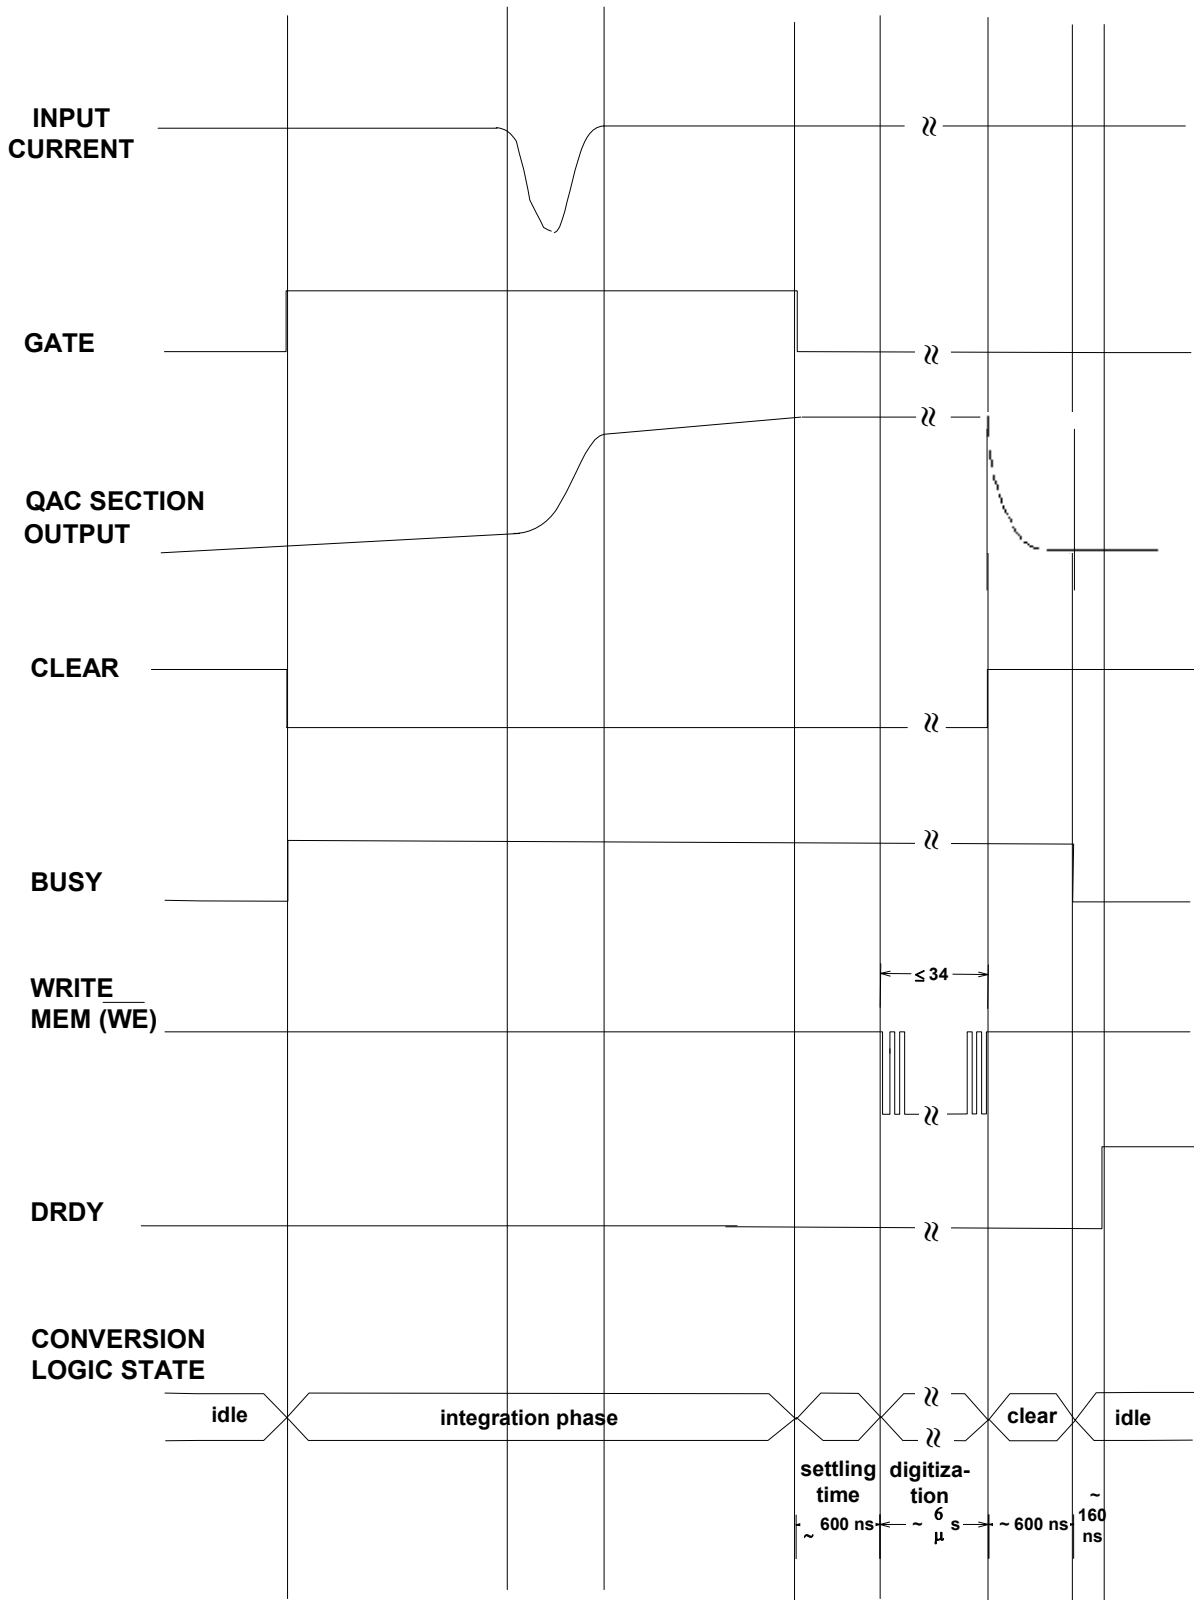 INPUT
CURRENT
GATE
QAC SECTION
OUTPUT
CLEAR
BUSY
≤ 34
WRITE
MEM (WE)
DRDY
CONVERSION
LOGIC STATE
idle
integration phase
clear
idle
settling
time
digitiza-
tion
~ 600 ns
~ 6 μ s
~ 600 ns
~
160
ns